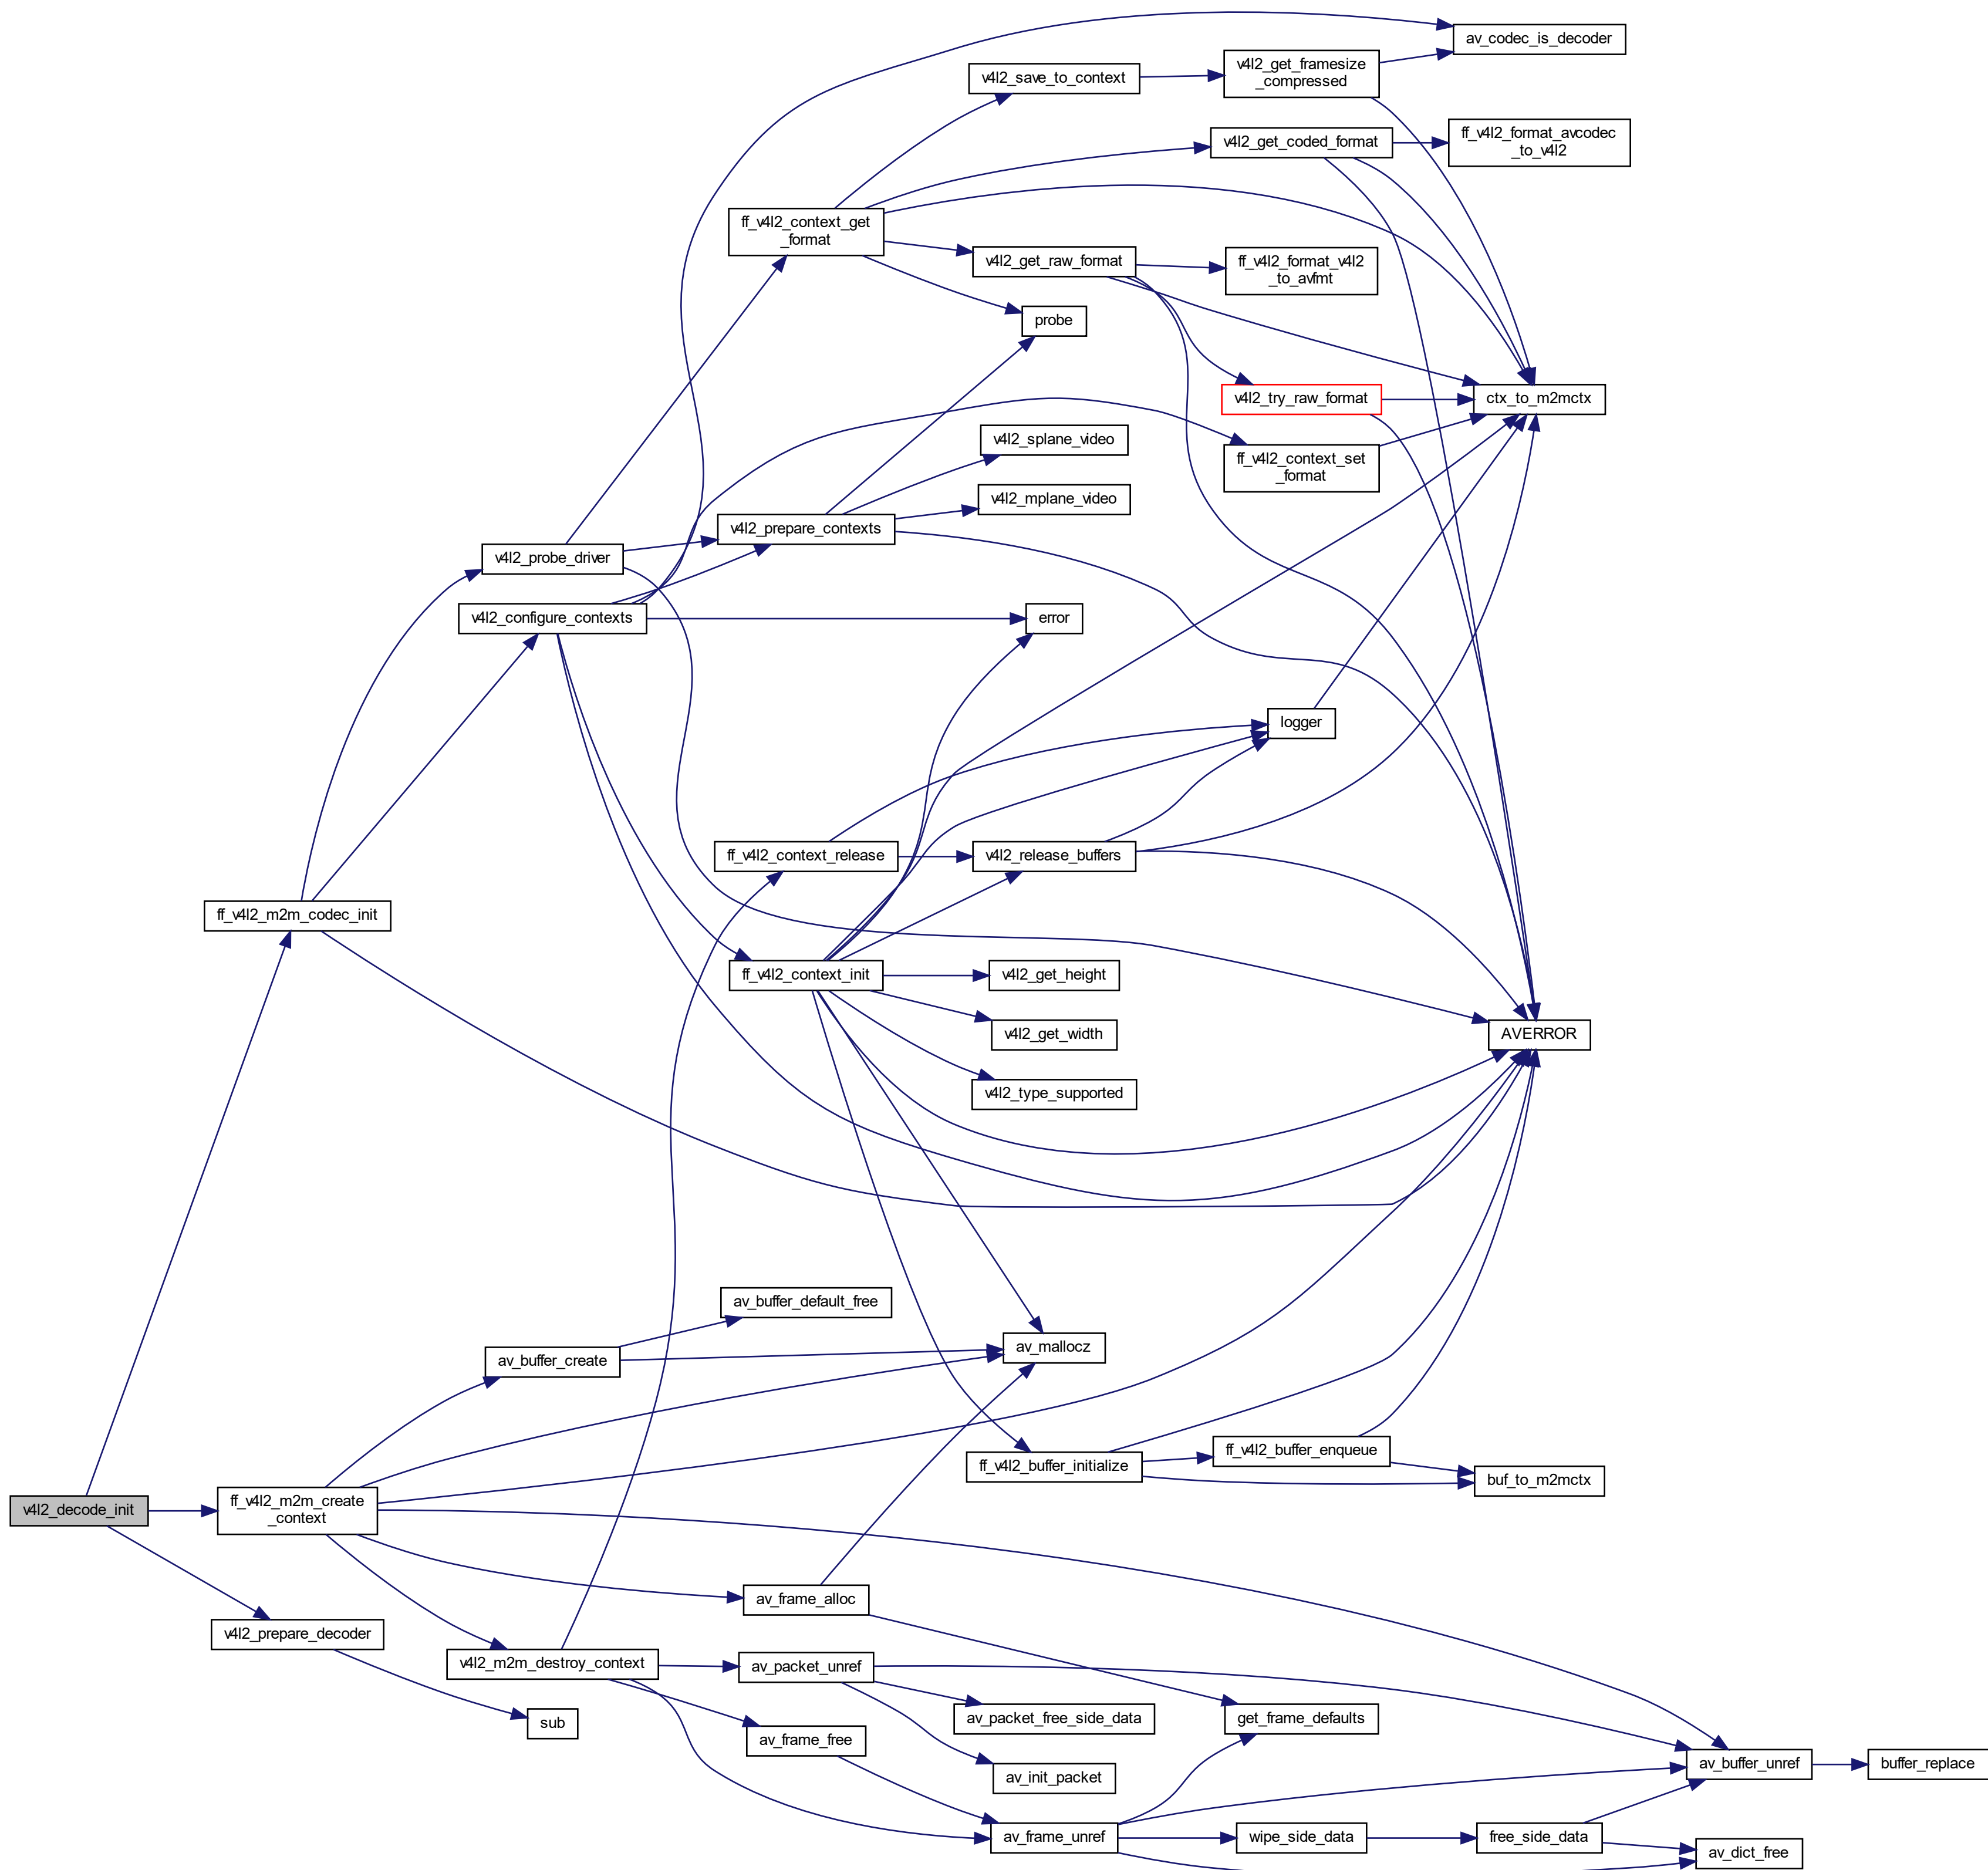 av_codec_is_decoder
v4l2_get_framesize
_compressed
v4l2_save_to_context
v4l2_get_coded_format
ff_v4l2_format_avcodec
_to_v4l2
ff_v4l2_context_get
_format
v4l2_get_raw_format
ff_v4l2_format_v4l2
_to_avfmt
probe
v4l2_try_raw_format
ctx_to_m2mctx
v4l2_splane_video
ff_v4l2_context_set
_format
v4l2_mplane_video
v4l2_prepare_contexts
v4l2_probe_driver
v4l2_configure_contexts
error
logger
ff_v4l2_context_release
v4l2_release_buffers
ff_v4l2_m2m_codec_init
ff_v4l2_context_init
v4l2_get_height
v4l2_get_width
AVERROR
v4l2_type_supported
av_buffer_default_free
av_buffer_create
av_mallocz
ff_v4l2_buffer_enqueue
ff_v4l2_buffer_initialize
buf_to_m2mctx
v4l2_decode_init
ff_v4l2_m2m_create
_context
av_frame_alloc
v4l2_prepare_decoder
v4l2_m2m_destroy_context
av_packet_unref
av_packet_free_side_data
get_frame_defaults
sub
av_frame_free
av_init_packet
av_buffer_unref
buffer_replace
av_frame_unref
wipe_side_data
free_side_data
av_dict_free